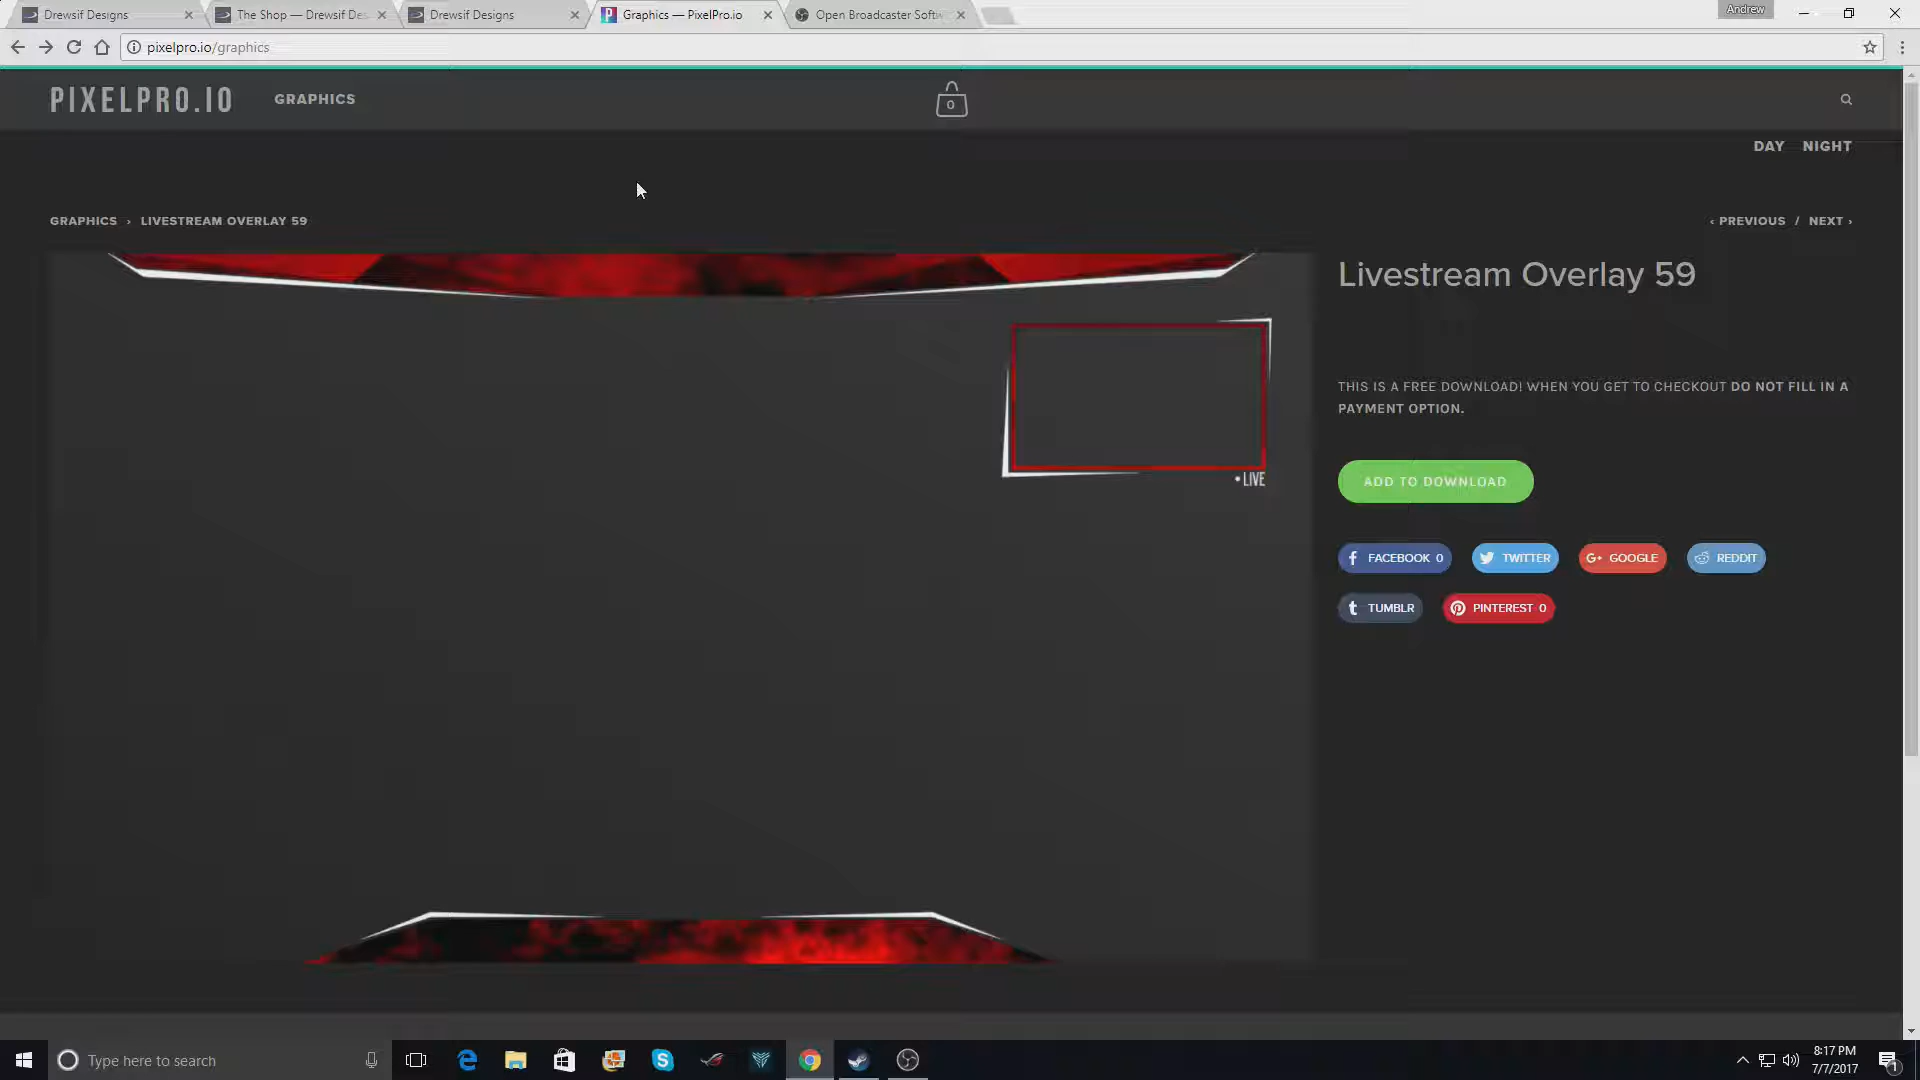 Drewsif Designs
The Shop — Drewsif De
Drewsif Designs
Graphics — PixelPro.io
Open Broadcaster Softw
Andrew
pixelpro.io/graphics
PIXELPRO.IO
GRAPHICS
0
DAY NIGHT
GRAPHICS › LIVESTREAM OVERLAY 59
‹ PREVIOUS / NEXT ›
Livestream Overlay 59
THIS IS A FREE DOWNLOAD! WHEN YOU GET TO CHECKOUT DO NOT FILL IN A
PAYMENT OPTION.
• LIVE
ADD TO DOWNLOAD
FACEBOOK 0
TWITTER
G+ GOOGLE
REDDIT
TUMBLR
PINTEREST 0
Type here to search
8:17 PM
7/7/2017
1